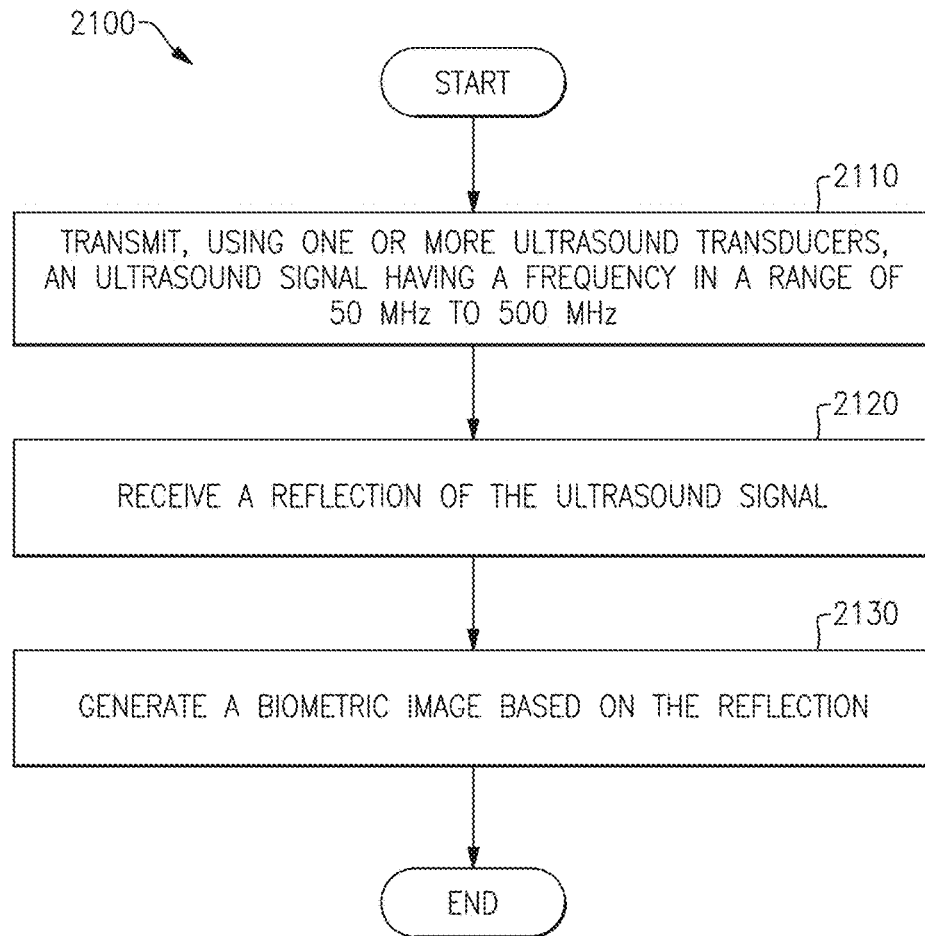 2100
START
2110
TRANSMIT, USING ONE OR MORE ULTRASOUND TRANSDUCERS,
AN ULTRASOUND SIGNAL HAVING A FREQUENCY IN A RANGE OF
50 MHz TO 500 MHz
2120
RECEIVE A REFLECTION OF THE ULTRASOUND SIGNAL
2130
GENERATE A BIOMETRIC IMAGE BASED ON THE REFLECTION
END